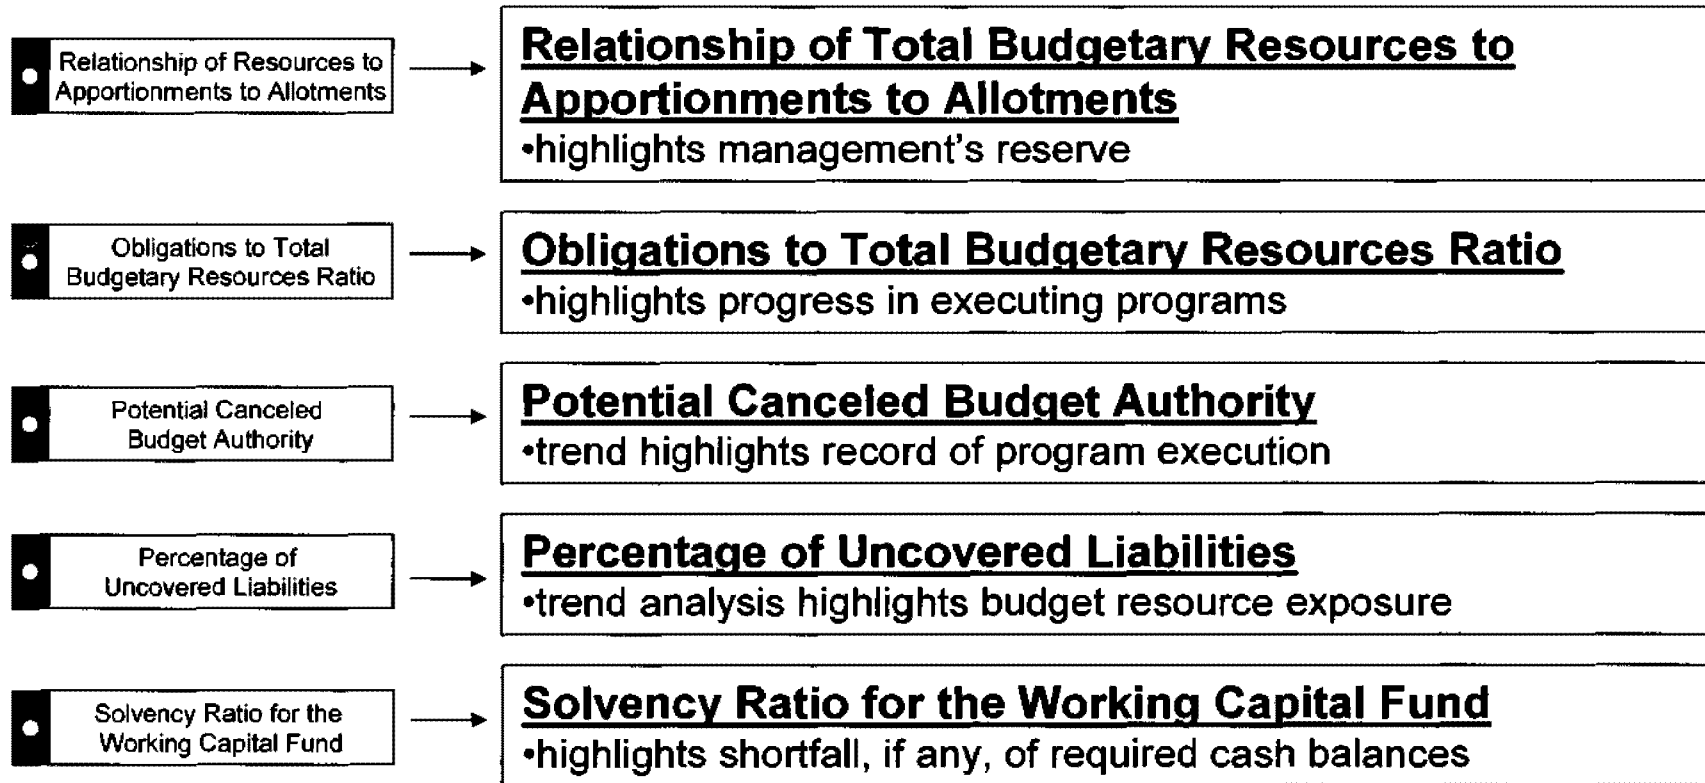 Relationship of Resources to
Apportionments to Allotments
Relationship of Total Budgetary Resources to
Apportionments to Allotments
•highlights management's reserve
Obligations to Total
Budgetary Resources Ratio
Obligations to Total Budgetary Resources Ratio
•highlights progress in executing programs
Potential Canceled
Budget Authority
Potential Canceled Budget Authority
•trend highlights record of program execution
Percentage of
Uncovered Liabilities
Percentage of Uncovered Liabilities
•trend analysis highlights budget resource exposure
Solvency Ratio for the
Working Capital Fund
Solvency Ratio for the Working Capital Fund
•highlights shortfall, if any, of required cash balances